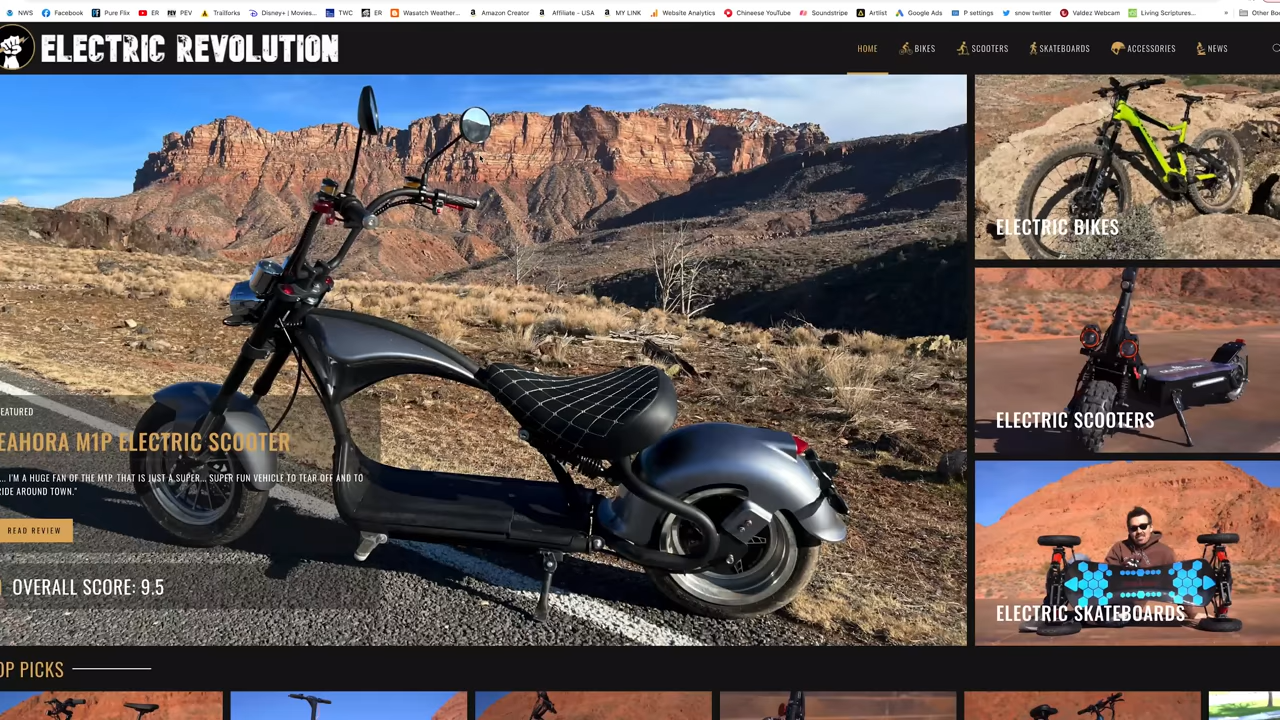 NWS Facebook Pure Flix ER PEV Trailforks Disney+ | Movies... TWC ER Wasatch Weather... Amazon Creator Affiliate - USA MY LINK Website Analytics Chineese YouTube Soundstripe Artlist Google Ads P settings snow twitter Valdez Webcam Living Scriptures... » Other Bo
ELECTRIC REVOLUTION
HOME BIKES SCOOTERS SKATEBOARDS ACCESSORIES NEWS
ELECTRIC BIKES
ELECTRIC SCOOTERS
EATURED
EAHORA M1P ELECTRIC SCOOTER
... I'M A HUGE FAN OF THE M1P. THAT IS JUST A SUPER... SUPER FUN VEHICLE TO TEAR OFF AND TO
RIDE AROUND TOWN."
READ REVIEW
OVERALL SCORE: 9.5
ELECTRIC SKATEBOARDS
OP PICKS